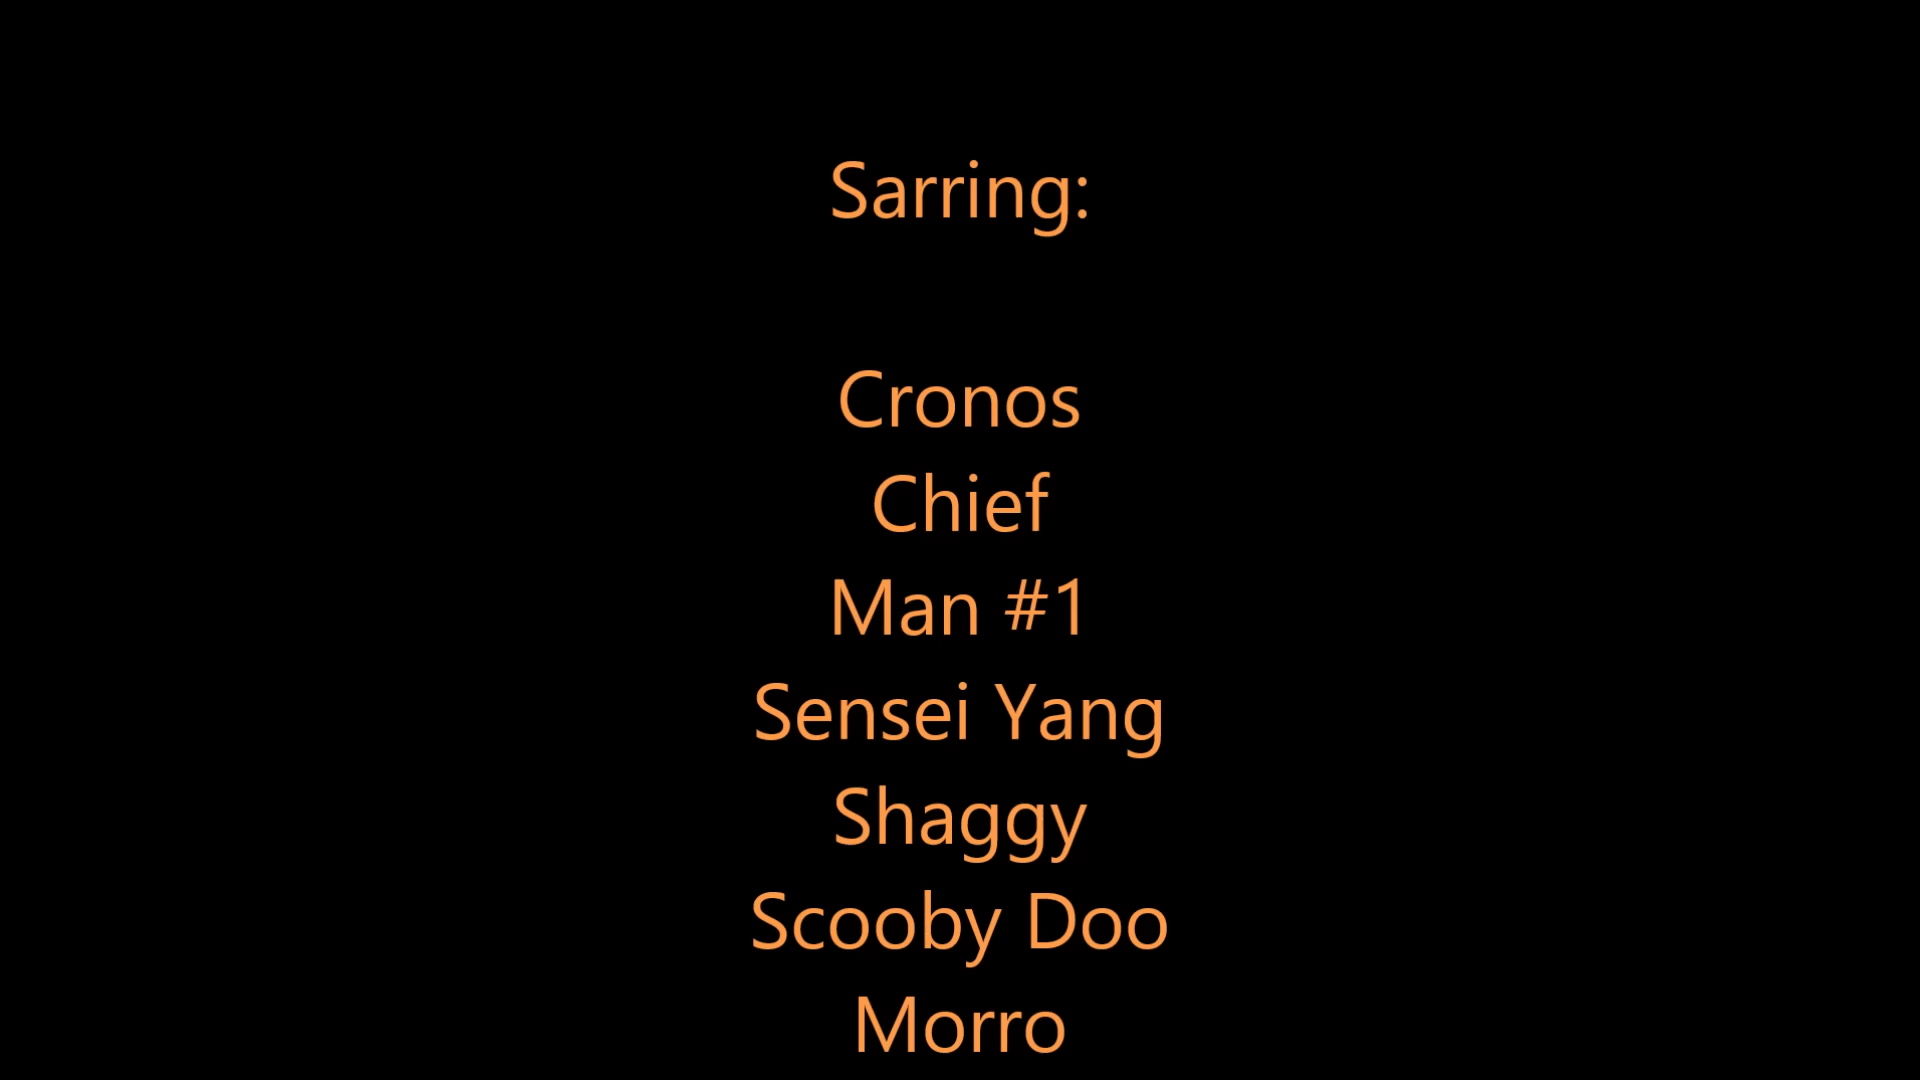 Sarring:
Cronos
Chief
Man #1
Sensei Yang
Shaggy
Scooby Doo
Morro